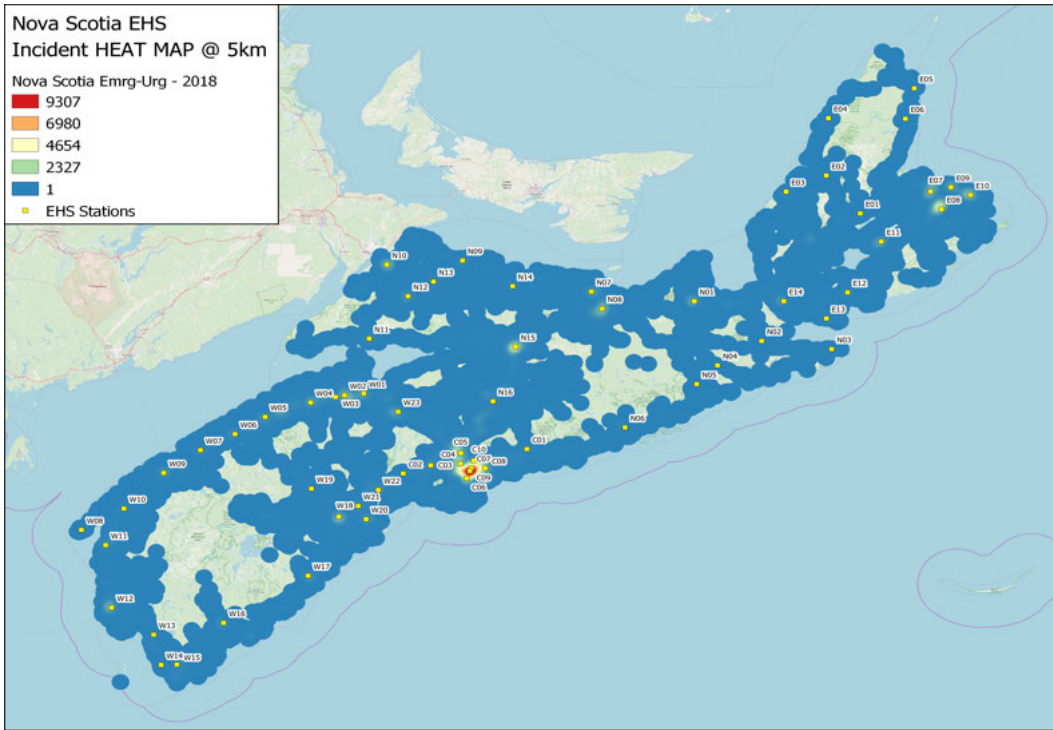 Nova Scotia EHS
Incident HEAT MAP @ 5km
Nova Scotia Emrg-Urg - 2018
9307
6980
4654
2327
1
EHS Stations
E05
E04
E06
E02
E03
E07
E09
E10
E08
E01
E11
N09
N10
N13
N14
N12
N07
N08
N01
E14
E12
E13
N11
N15
N02
N03
N04
N05
W01
W02
W03
W04
W23
N16
W05
W06
N06
W07
C05
C10
C01
C04
C07
C03
C08
C02
C09
C06
W09
W19
W22
W21
W10
W18
W20
W08
W11
W17
W12
W16
W13
W14
W15